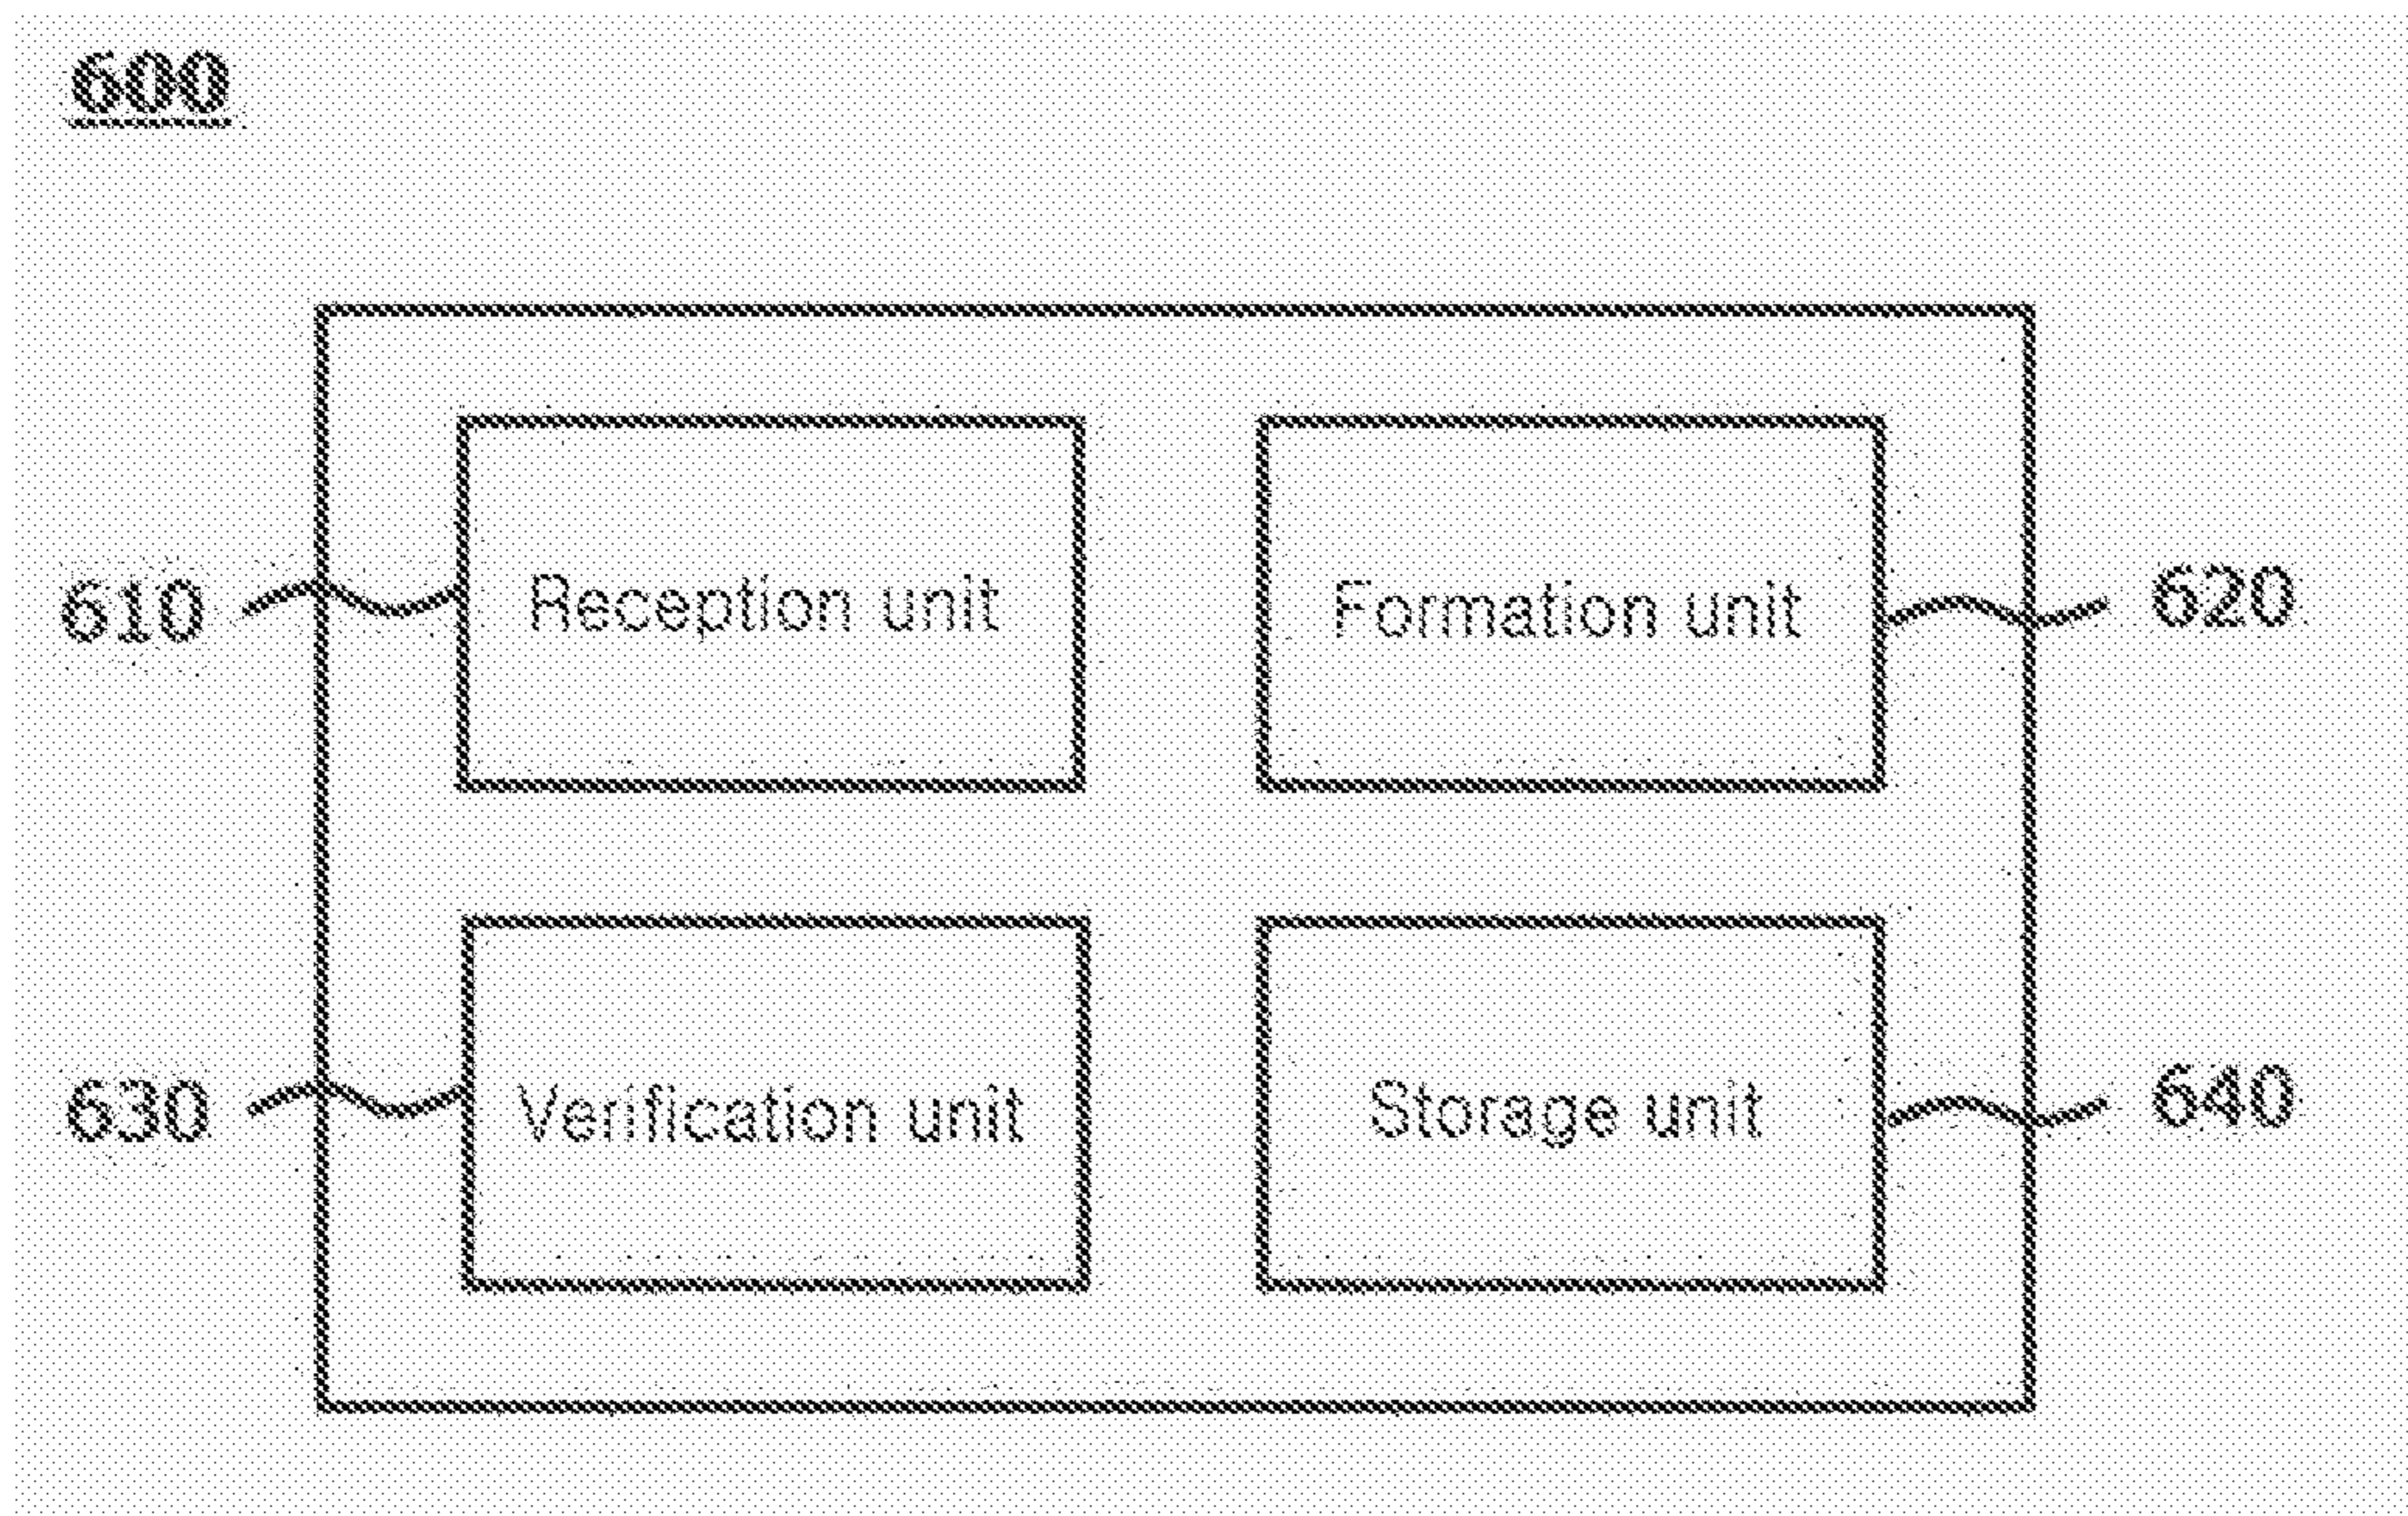 600
610
Reception unit
Formation unit
620
630
Verification unit
Storage unit
640